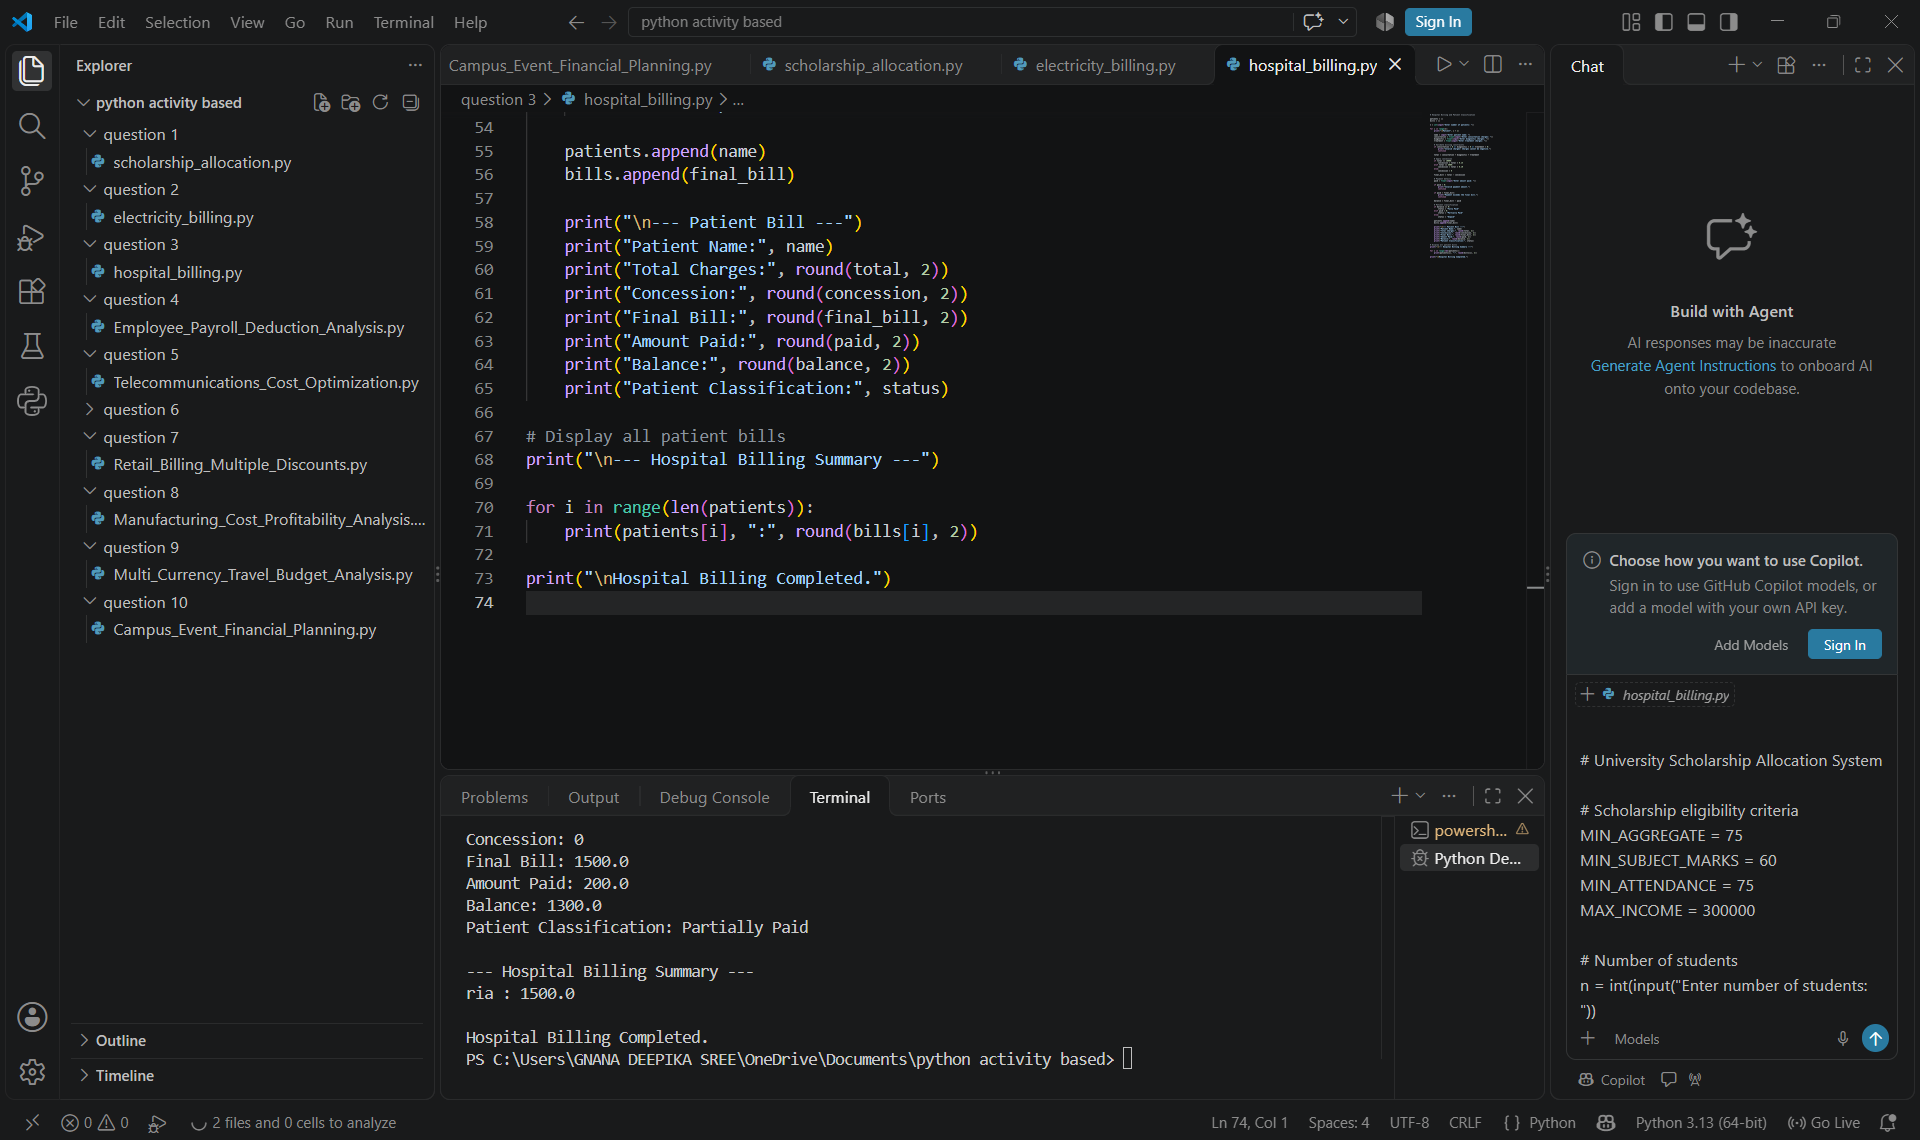 File Edit Selection View Go Run Terminal Help
python activity based
Sign In
Explorer
python activity based
question 1
scholarship_allocation.py
question 2
electricity_billing.py
question 3
hospital_billing.py
question 4
Employee_Payroll_Deduction_Analysis.py
question 5
Telecommunications_Cost_Optimization.py
question 6
question 7
Retail_Billing_Multiple_Discounts.py
question 8
Manufacturing_Cost_Profitability_Analysis....
question 9
Multi_Currency_Travel_Budget_Analysis.py
question 10
Campus_Event_Financial_Planning.py
Outline
Timeline
Campus_Event_Financial_Planning.py scholarship_allocation.py electricity_billing.py hospital_billing.py
question 3 > hospital_billing.py > ...
54
55 patients.append(name)
56 bills.append(final_bill)
57
58 print("\n--- Patient Bill ---")
59 print("Patient Name:", name)
60 print("Total Charges:", round(total, 2))
61 print("Concession:", round(concession, 2))
62 print("Final Bill:", round(final_bill, 2))
63 print("Amount Paid:", round(paid, 2))
64 print("Balance:", round(balance, 2))
65 print("Patient Classification:", status)
66
67 # Display all patient bills
68 print("\n--- Hospital Billing Summary ---")
69
70 for i in range(len(patients)):
71 print(patients[i], ":", round(bills[i], 2))
72
73 print("\nHospital Billing Completed.")
74
Problems Output Debug Console Terminal Ports
Concession: 0
Final Bill: 1500.0
Amount Paid: 200.0
Balance: 1300.0
Patient Classification: Partially Paid
--- Hospital Billing Summary ---
ria : 1500.0
Hospital Billing Completed.
PS C:\Users\GNANA DEEPIKA SREE\OneDrive\Documents\python activity based>
powersh...
Python De...
Chat
Build with Agent
AI responses may be inaccurate
Generate Agent Instructions to onboard AI
onto your codebase.
Choose how you want to use Copilot.
Sign in to use GitHub Copilot models, or
add a model with your own API key.
Add Models Sign In
hospital_billing.py
# University Scholarship Allocation System
# Scholarship eligibility criteria
MIN_AGGREGATE = 75
MIN_SUBJECT_MARKS = 60
MIN_ATTENDANCE = 75
MAX_INCOME = 300000
# Number of students
n = int(input("Enter number of students:
"))
Models
Copilot
0 0 2 files and 0 cells to analyze
Ln 74, Col 1 Spaces: 4 UTF-8 CRLF { } Python Python 3.13 (64-bit) Go Live